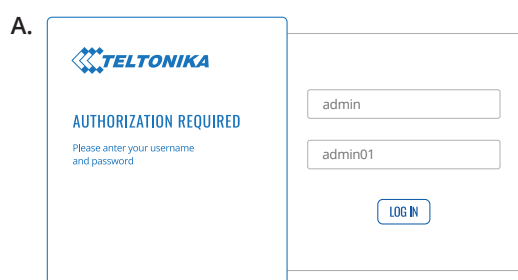 A.
TELTONIKA
AUTHORIZATION REQUIRED
Please anter your username
and password
admin
admin01
LOG IN